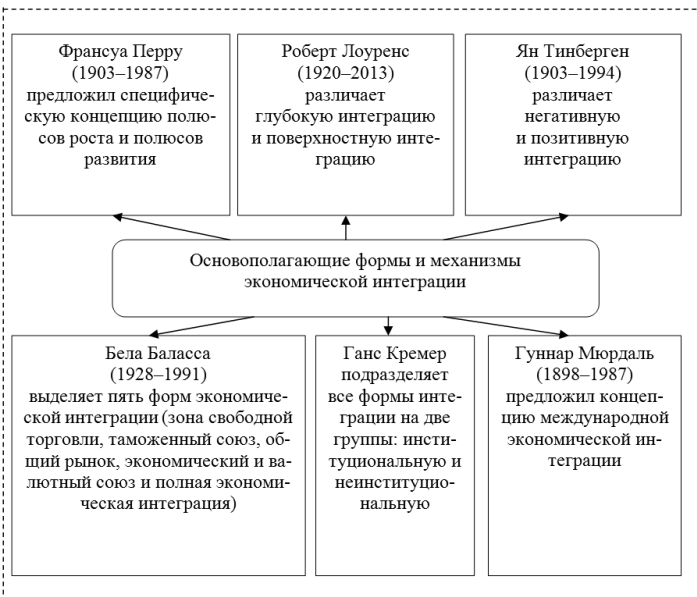 Франсуа Перру
(1903–1987)
предложил специфиче-
скую концепцию полю-
сов роста и полюсов
развития
Роберт Лоуренс
(1920–2013)
различает
глубокую интеграцию
и поверхностную инте-
грацию
Ян Тинберген
(1903–1994)
различает
негативную
и позитивную
интеграцию
Основополагающие формы и механизмы
экономической интеграции
Бела Баласса
(1928–1991)
выделяет пять форм экономиче-
ской интеграции (зона свободной
торговли, таможенный союз, об-
щий рынок, экономический и ва-
лютный союз и полная экономи-
ческая интеграция)
Ганс Кремер
подразделяет
все формы инте-
грации на две
группы: инсти-
туциональную и
неинституцио-
нальную
Гуннар Мюрдаль
(1898–1987)
предложил концеп-
цию международной
экономической ин-
теграции